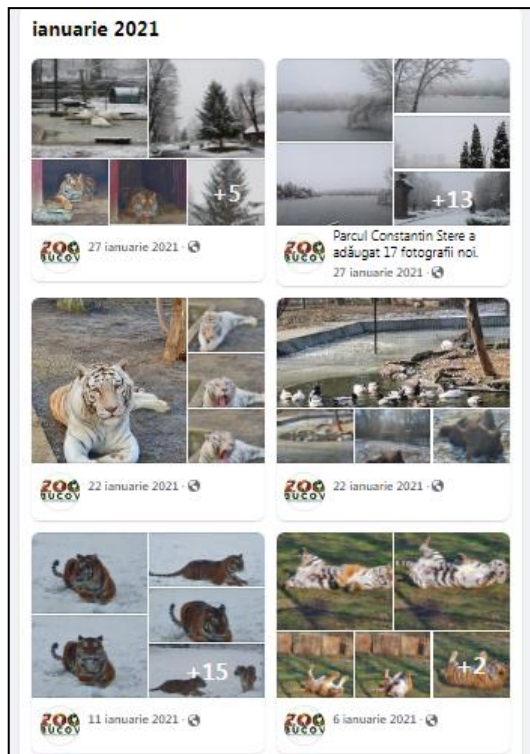 ianuarie 2021
+5
ZOO
BUCOV
27 ianuarie 2021 ·
+13
ZOO
BUCOV
Parcul Constantin Stere a
adăugat 17 fotografii noi.
27 ianuarie 2021 ·
ZOO
BUCOV
22 ianuarie 2021 ·
ZOO
BUCOV
22 ianuarie 2021 ·
+15
ZOO
BUCOV
11 ianuarie 2021 ·
+2
ZOO
BUCOV
6 ianuarie 2021 ·